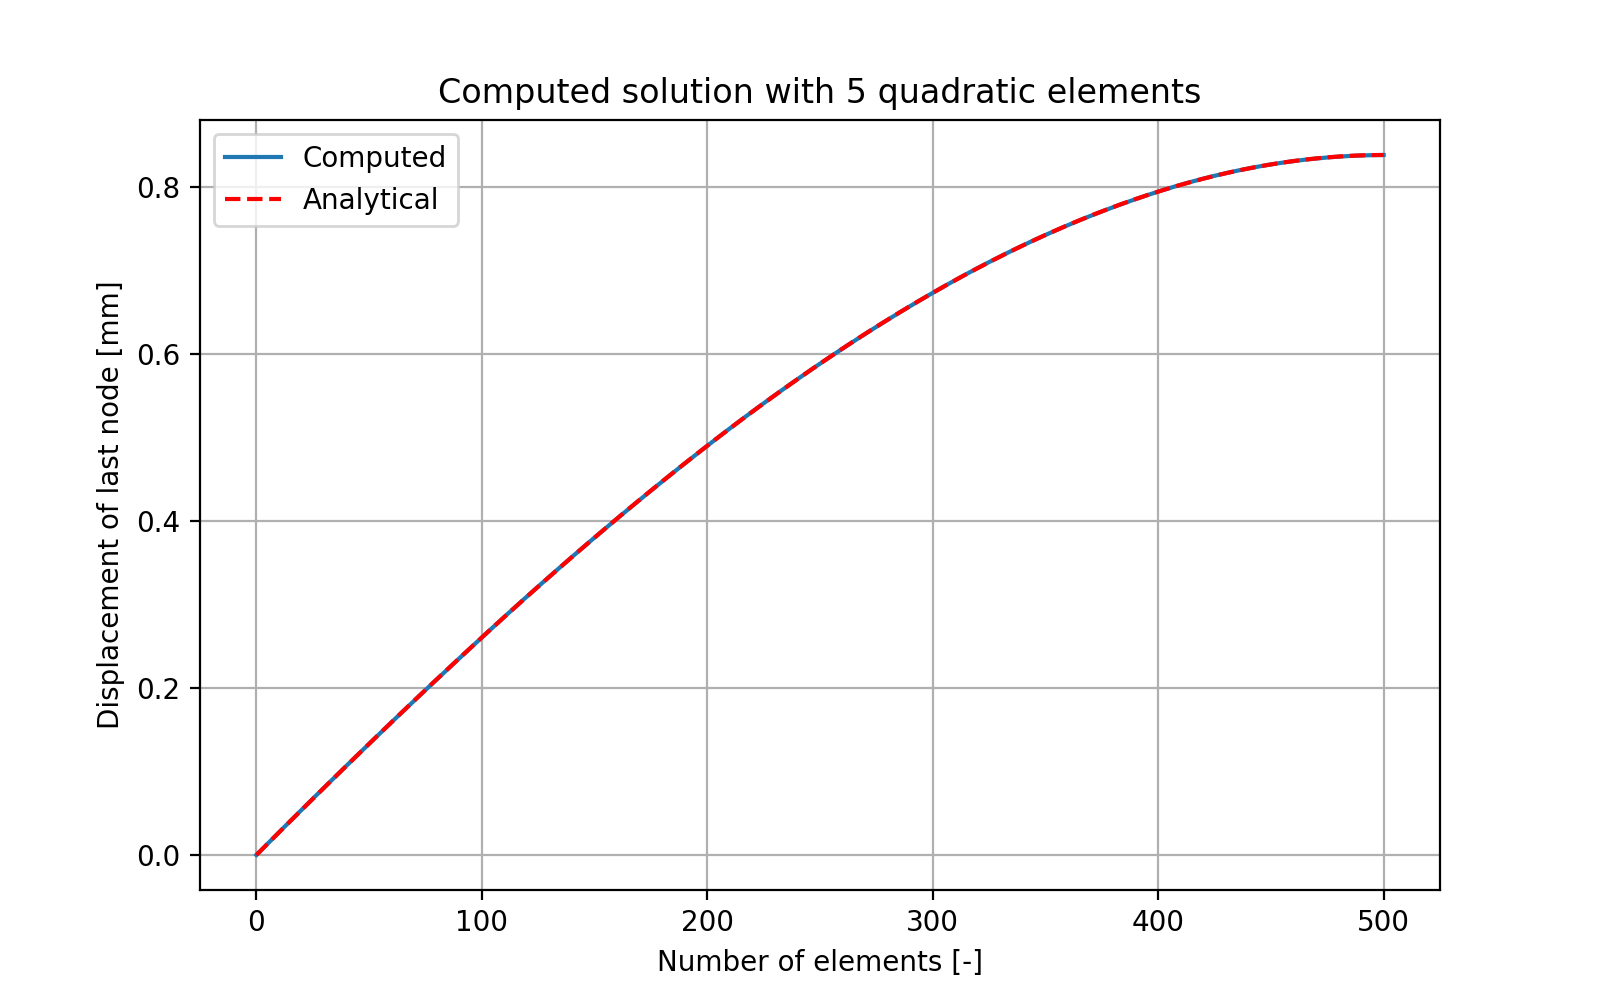 Computed solution with 5 quadratic elements
Computed
Analytical
Displacement of last node [mm]
0.8
0.6
0.4
0.2
0.0
0 100 200 300 400 500
Number of elements [-]